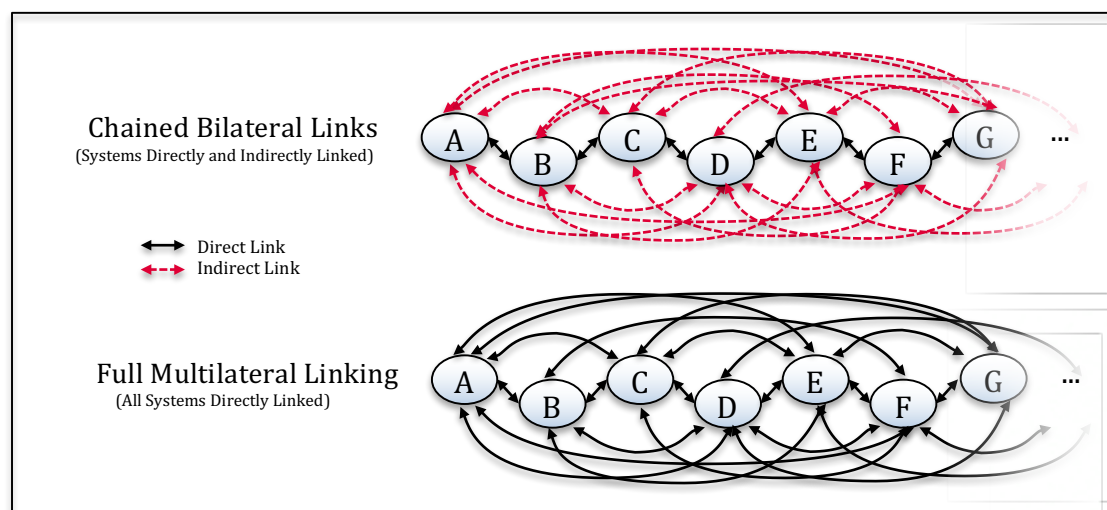 Chained Bilateral Links
(Systems Directly and Indirectly Linked)
A
B
C
D
E
F
G
...
Direct Link
Indirect Link
Full Multilateral Linking
(All Systems Directly Linked)
A
B
C
D
E
F
G
...